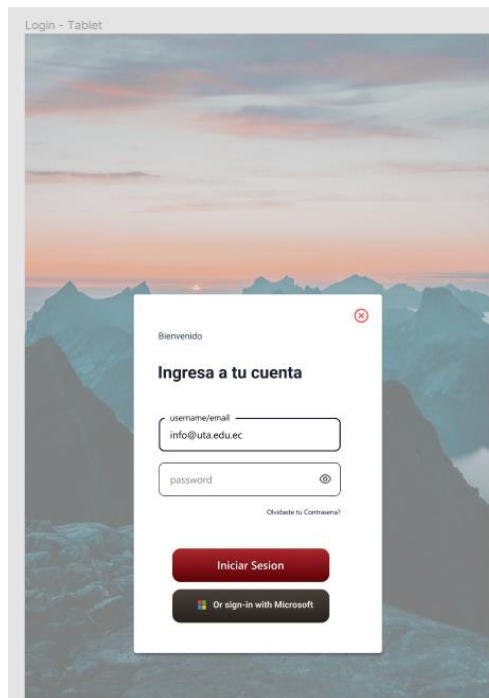 Login - Tablet
Bienvenido
Ingresa a tu cuenta
username/email
info@uta.edu.ec
password
Olvidaste tu Contrasena?
Iniciar Sesion
Or sign-in with Microsoft